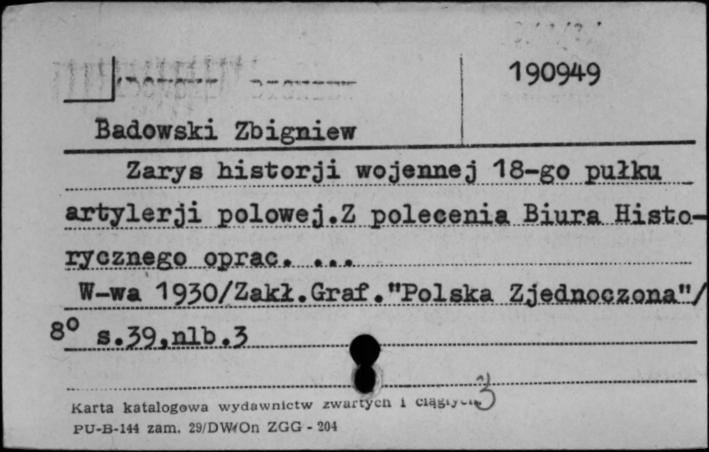 190949
Badowski Zbigniew
Zarys historji wojennej 18-go pułku
artylerji polowej.Z polecenia Biura Histo-
rycznego oprac. ...
W-wa 1930/Zakł.Graf."Polska Zjednoczona"/
8° s.39,nlb.3
3
Karta katalogowa wydawnictw zwartych i ciągłych
PU-B-144 zam. 29/DW/On ZGG - 204